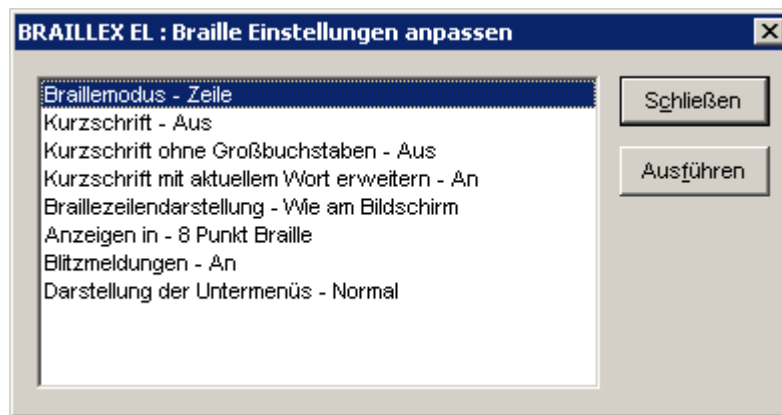 BRAILLEX EL : Braille Einstellungen anpassen
Braillemodus - Zeile
Kurzschrift - Aus
Kurzschrift ohne Großbuchstaben - Aus
Kurzschrift mit aktuellem Wort erweitern - An
Braillezeilendarstellung - Wie am Bildschirm
Anzeigen in - 8 Punkt Braille
Blitzmeldungen - An
Darstellung der Untermenüs - Normal
Schließen
Ausführen